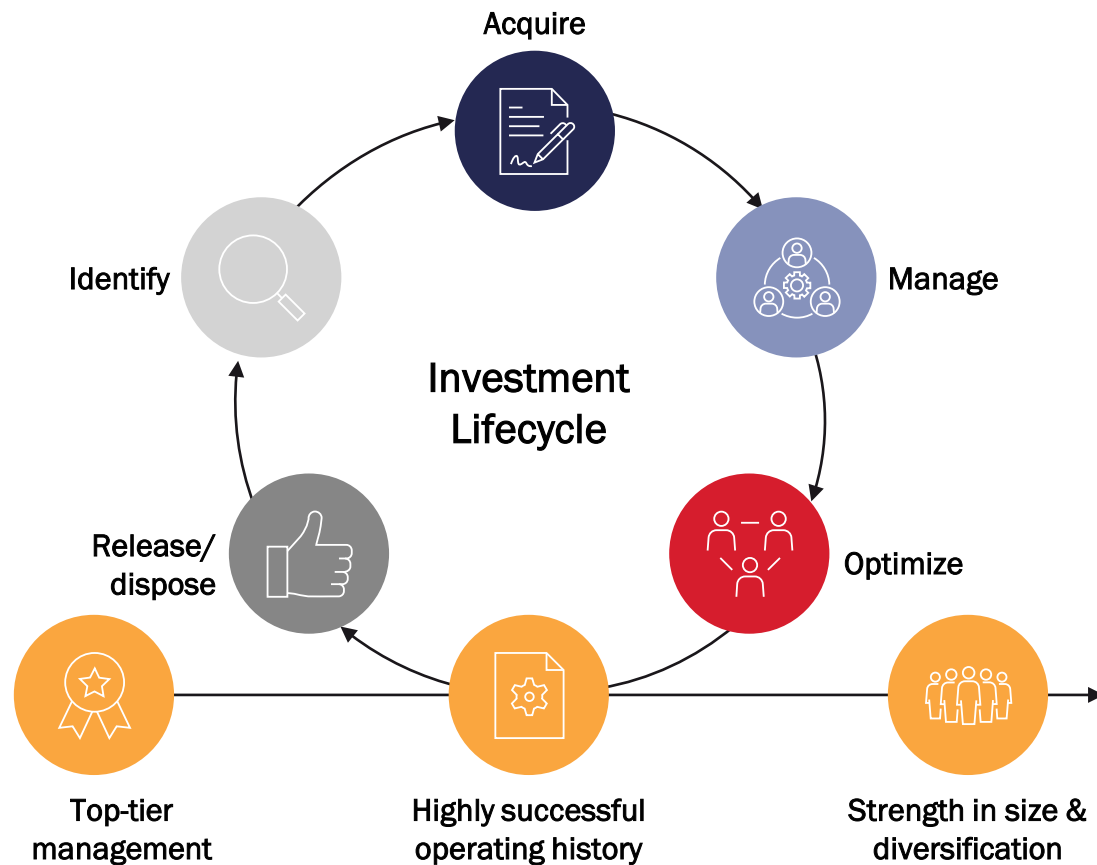 Acquire
Identify
Manage
Investment
Lifecycle
Release/
dispose
Optimize
Top-tier
management
Highly successful
operating history
Strength in size &
diversification